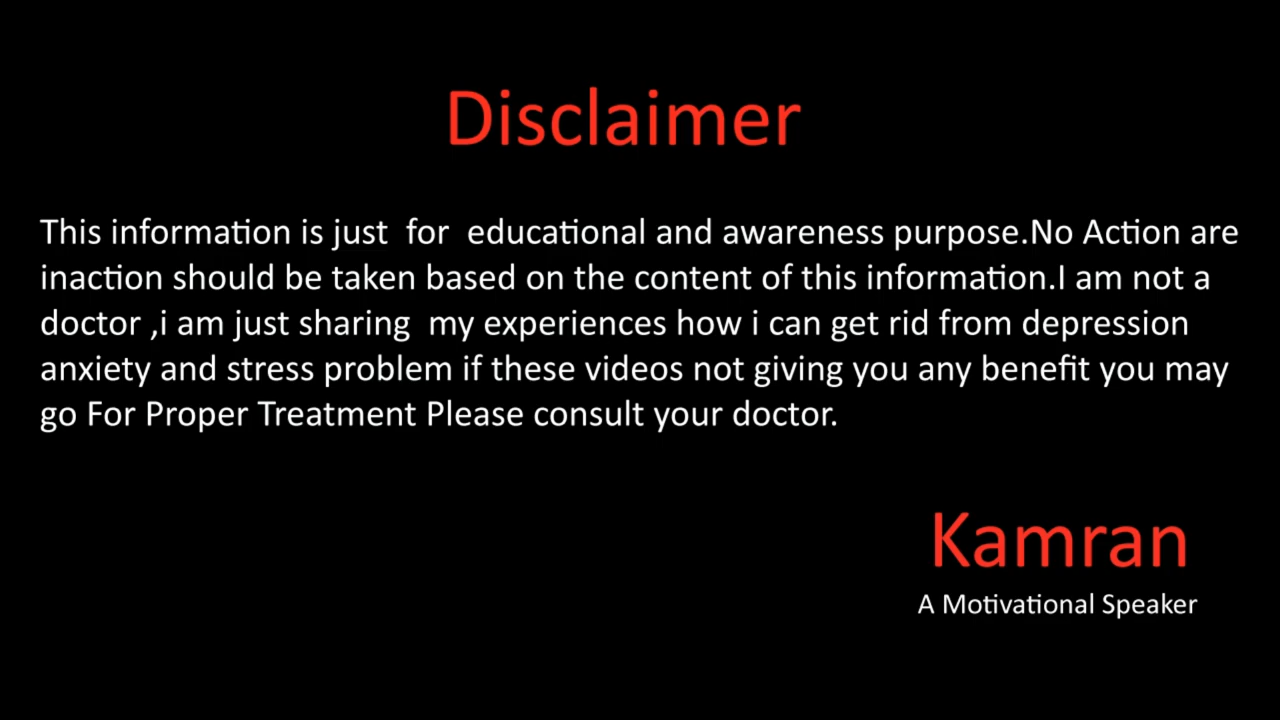 Disclaimer
This information is just  for  educational and awareness purpose.No Action are
inaction should be taken based on the content of this information.I am not a
doctor ,i am just sharing  my experiences how i can get rid from depression
anxiety and stress problem if these videos not giving you any benefit you may
go For Proper Treatment Please consult your doctor.
Kamran
A Motivational Speaker